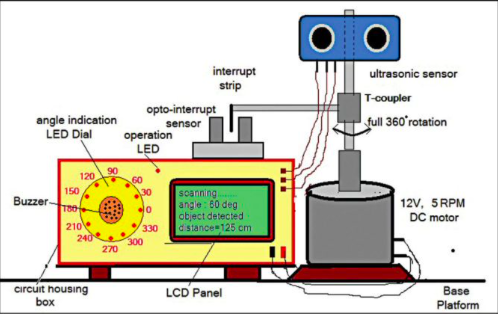 interrupt
strip
ultrasonic sensor
opto-interrupt
sensor
T-coupler
angle indication
LED Dial
operation
LED
full 360°rotation
90
120
60
150
30
180
0
210
330
240
300
270
Buzzer
scanning........
angle : 60 deg
object detected
distance=125 cm
12V, 5 RPM
DC motor
circuit housing
box
LCD Panel
Base
Platform